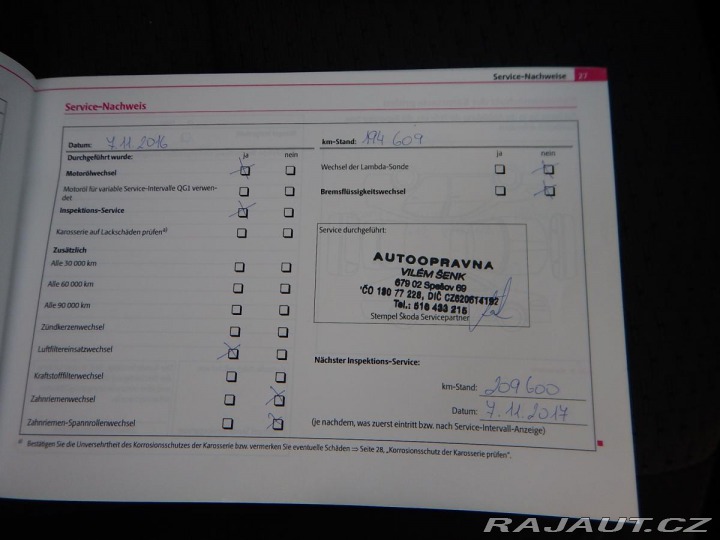 Service-Nachweise 27
Service-Nachweis
Datum: 7.11.2016
km-Stand: 194 609
Durchgeführt wurde: ja nein
ja nein
Motorölwechsel
Wechsel der Lambda-Sonde
Motoröl für variable Service-Intervalle QG1 verwen-
det
Bremsflüssigkeitswechsel
Inspektions-Service
Karosserie auf Lackschäden prüfen a)
Service durchgeführt:
AUTOOPRAVNA
VILÉM ŠENK
679 02 Spešov 69
IČO 180 77 228, DIČ CZ620614192
Tel.: 516 433 215
Stempel Škoda Servicepartner
Zusätzlich
Alle 30 000 km
Alle 60 000 km
Alle 90 000 km
Zündkerzenwechsel
Luftfiltereinsatzwechsel
Kraftstofffilterwechsel
Zahnriemenwechsel
Zahnriemen-Spannrollenwechsel
Nächster Inspektions-Service:
km-Stand: 209 600
Datum: 7.11.2017
(je nachdem, was zuerst eintritt bzw. nach Service-Intervall-Anzeige)
a) Bestätigen Sie die Unversehrtheit des Korrosionsschutzes der Karosserie bzw. vermerken Sie eventuelle Schäden ⇒ Seite 28, „Korrosionsschutz der Karosserie prüfen“.
RAJAUT.CZ